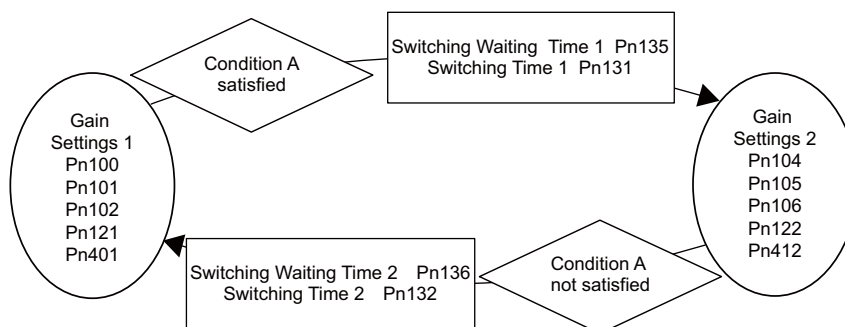 Condition A
satisfied
Switching Waiting Time 1 Pn135
Switching Time 1 Pn131
Gain
Settings 1
Pn100
Pn101
Pn102
Pn121
Pn401
Gain
Settings 2
Pn104
Pn105
Pn106
Pn122
Pn412
Switching Waiting Time 2 Pn136
Switching Time 2 Pn132
Condition A
not satisfied